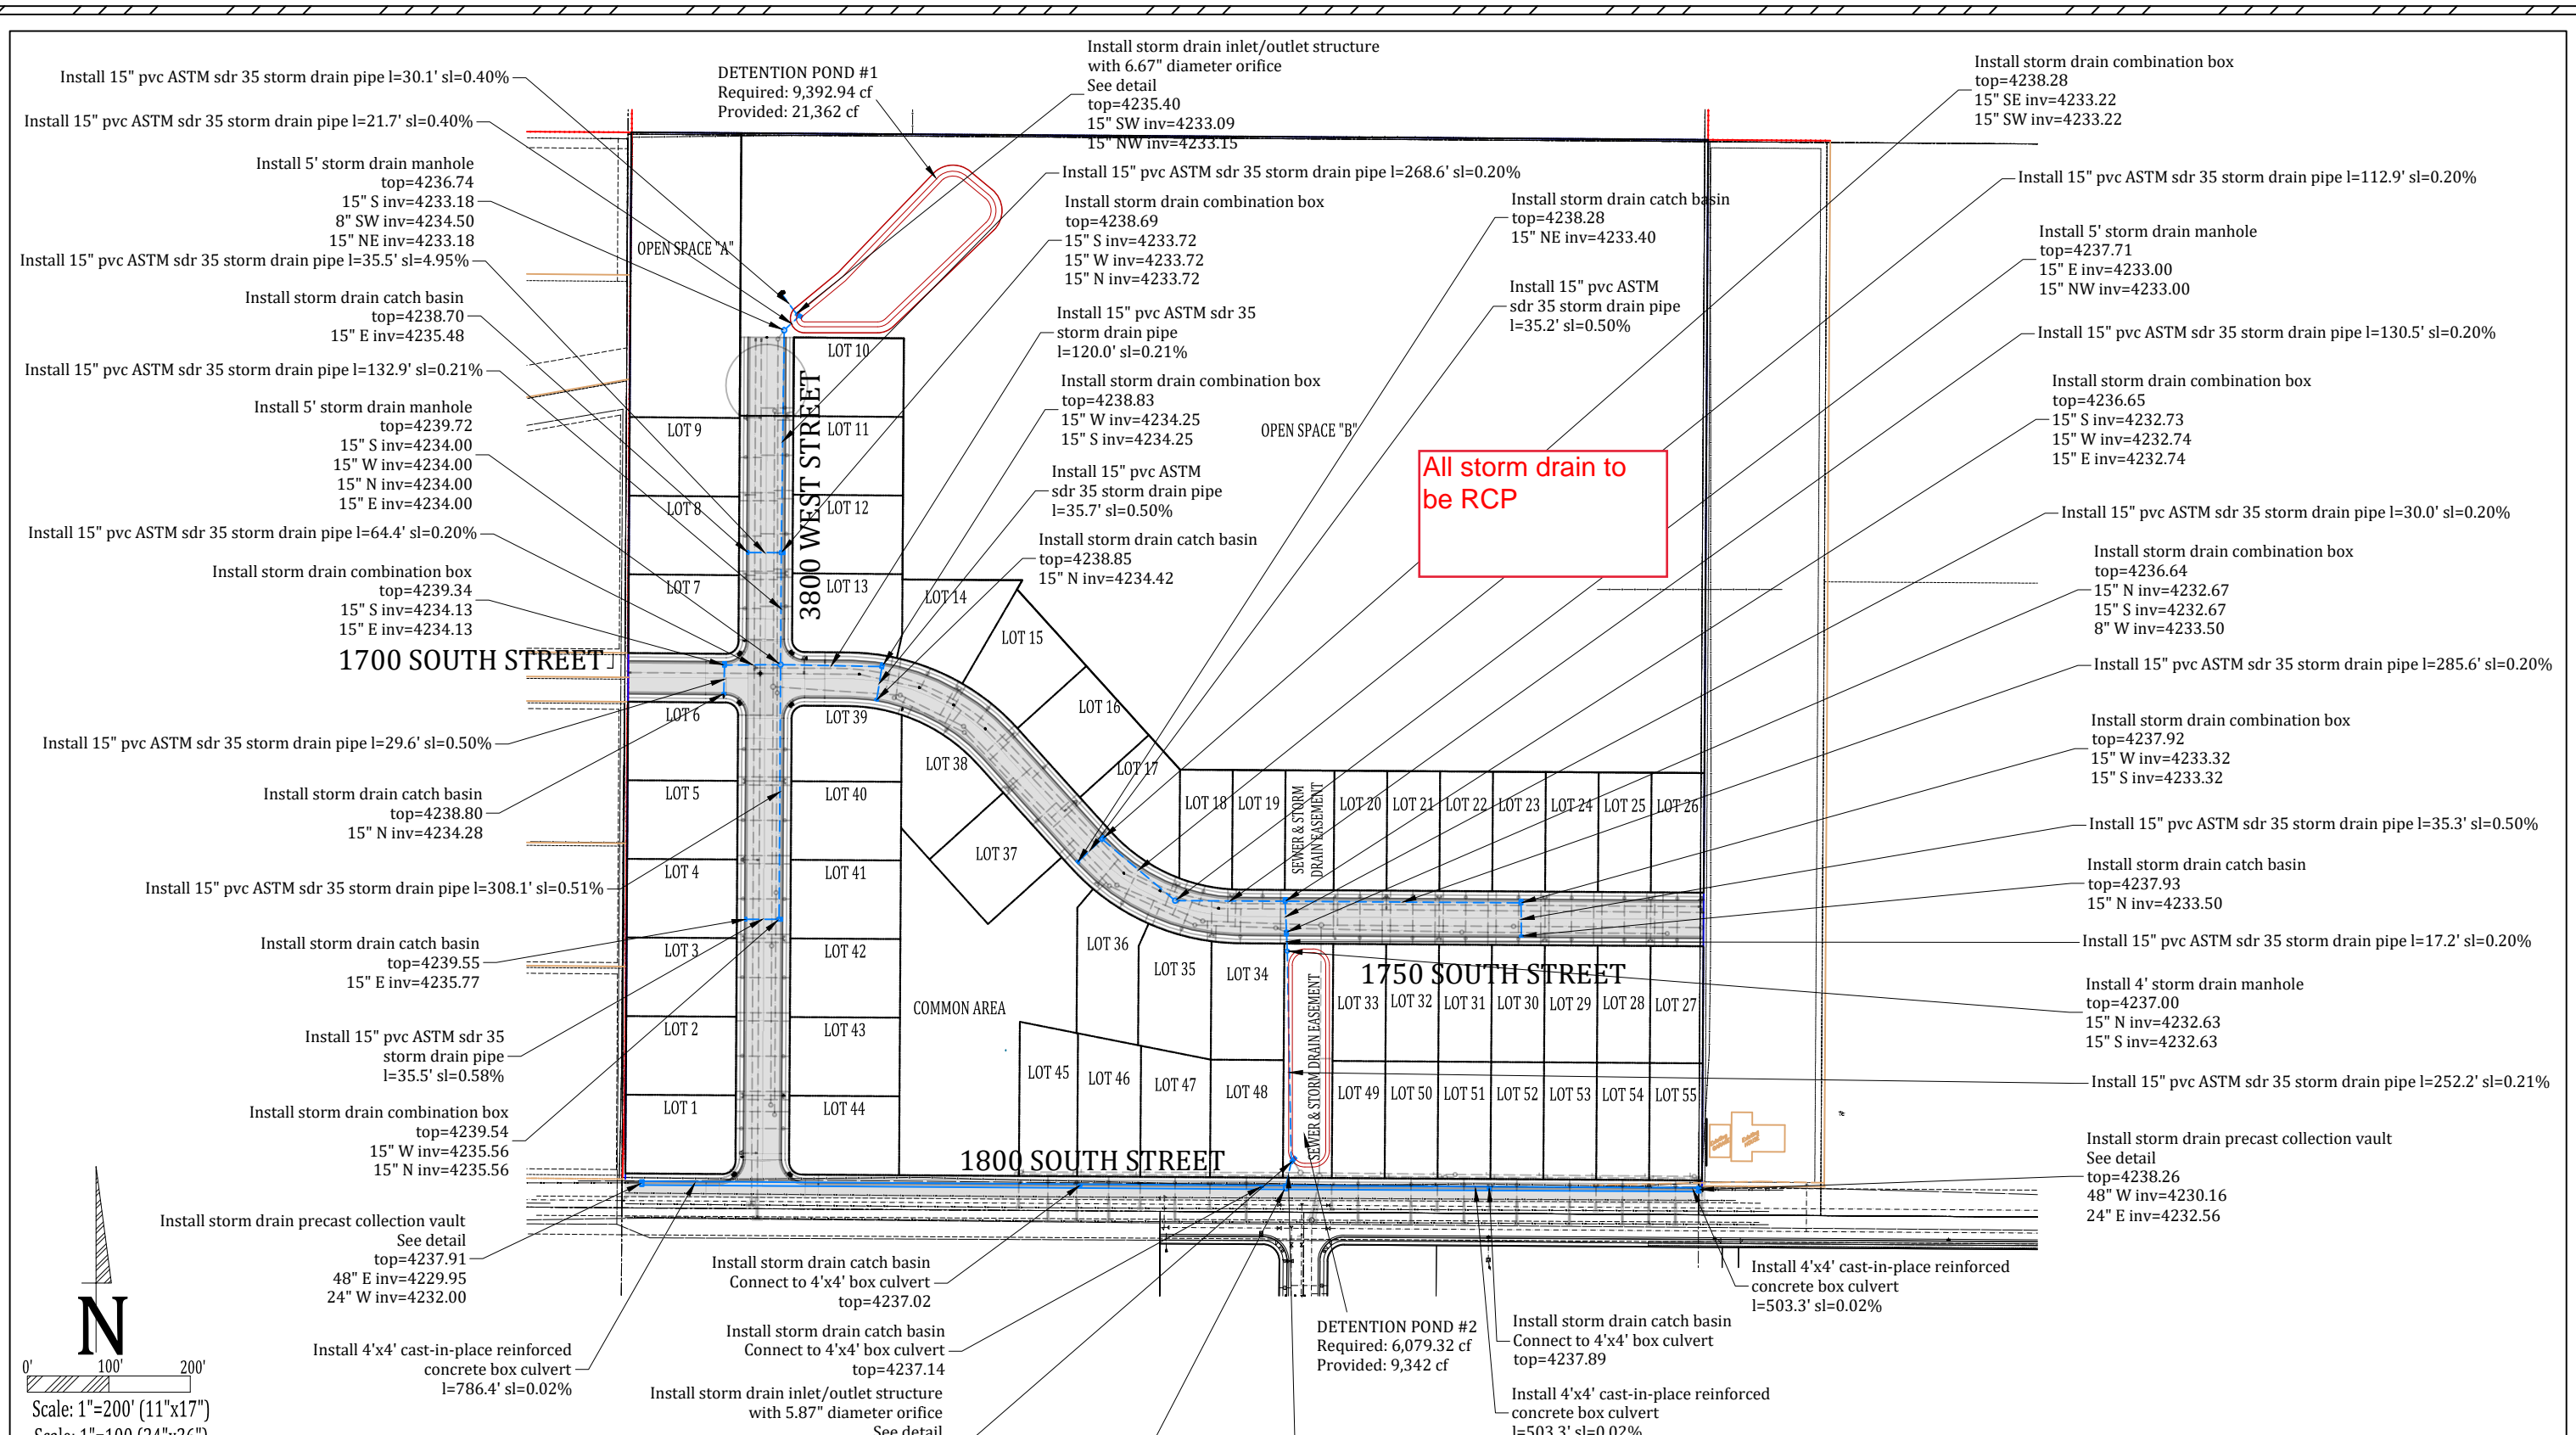 Install 15" pvc ASTM sdr 35 storm drain pipe l=30.1' sl=0.40%
Install 15" pvc ASTM sdr 35 storm drain pipe l=21.7' sl=0.40%
Install 5' storm drain manhole
top=4236.74
15" S inv=4233.18
8" SW inv=4234.50
15" NE inv=4233.18
Install 15" pvc ASTM sdr 35 storm drain pipe l=35.5' sl=4.95%
Install storm drain catch basin
top=4238.70
15" E inv=4235.48
Install 15" pvc ASTM sdr 35 storm drain pipe l=132.9' sl=0.21%
Install 5' storm drain manhole
top=4239.72
15" S inv=4234.00
15" W inv=4234.00
15" N inv=4234.00
15" E inv=4234.00
Install 15" pvc ASTM sdr 35 storm drain pipe l=64.4' sl=0.20%
Install storm drain combination box
top=4239.34
15" S inv=4234.13
15" E inv=4234.13
1700 SOUTH STREET
Install 15" pvc ASTM sdr 35 storm drain pipe l=29.6' sl=0.50%
Install storm drain catch basin
top=4238.80
15" N inv=4234.28
Install 15" pvc ASTM sdr 35 storm drain pipe l=308.1' sl=0.51%
Install storm drain catch basin
top=4239.55
15" E inv=4235.77
Install 15" pvc ASTM sdr 35
storm drain pipe
l=35.5' sl=0.58%
Install storm drain combination box
top=4239.54
15" W inv=4235.56
15" N inv=4235.56
Install storm drain precast collection vault
See detail
top=4237.91
48" E inv=4229.95
24" W inv=4232.00
Install 4'x4' cast-in-place reinforced
concrete box culvert
l=786.4' sl=0.02%
N
0' 100' 200'
Scale: 1"=200' (11"x17")
Scale: 1"=100 (24"x36")
DETENTION POND #1
Required: 9,392.94 cf
Provided: 21,362 cf
Install storm drain inlet/outlet structure
with 6.67" diameter orifice
See detail
top=4235.40
15" SW inv=4233.09
15" NW inv=4233.15
Install 15" pvc ASTM sdr 35 storm drain pipe l=268.6' sl=0.20%
Install storm drain combination box
top=4238.69
15" S inv=4233.72
15" W inv=4233.72
15" N inv=4233.72
Install 15" pvc ASTM sdr 35
storm drain pipe
l=120.0' sl=0.21%
Install storm drain combination box
top=4238.83
15" W inv=4234.25
15" S inv=4234.25
Install 15" pvc ASTM
sdr 35 storm drain pipe
l=35.7' sl=0.50%
Install storm drain catch basin
top=4238.85
15" N inv=4234.42
Install storm drain catch basin
top=4238.28
15" NE inv=4233.40
Install 15" pvc ASTM
sdr 35 storm drain pipe
l=35.2' sl=0.50%
All storm drain to
be RCP
OPEN SPACE "A"
OPEN SPACE "B"
3800 WEST STREET
LOT 10
LOT 9
LOT 11
LOT 8
LOT 12
LOT 7
LOT 13
LOT 14
LOT 15
LOT 16
LOT 17
LOT 6
LOT 39
LOT 38
LOT 5
LOT 40
LOT 37
LOT 4
LOT 41
LOT 3
LOT 42
LOT 2
LOT 43
LOT 1
LOT 44
COMMON AREA
LOT 18
LOT 19
SEWER & STORM
DRAIN EASEMENT
LOT 20
LOT 21
LOT 22
LOT 23
LOT 24
LOT 25
LOT 26
LOT 36
LOT 35
LOT 34
1750 SOUTH STREET
SEWER & STORM DRAIN EASEMENT
LOT 33
LOT 32
LOT 31
LOT 30
LOT 29
LOT 28
LOT 27
LOT 45
LOT 46
LOT 47
LOT 48
LOT 49
LOT 50
LOT 51
LOT 52
LOT 53
LOT 54
LOT 55
1800 SOUTH STREET
Install storm drain combination box
top=4238.28
15" SE inv=4233.22
15" SW inv=4233.22
Install 15" pvc ASTM sdr 35 storm drain pipe l=112.9' sl=0.20%
Install 5' storm drain manhole
top=4237.71
15" E inv=4233.00
15" NW inv=4233.00
Install 15" pvc ASTM sdr 35 storm drain pipe l=130.5' sl=0.20%
Install storm drain combination box
top=4236.65
15" S inv=4232.73
15" W inv=4232.74
15" E inv=4232.74
Install 15" pvc ASTM sdr 35 storm drain pipe l=30.0' sl=0.20%
Install storm drain combination box
top=4236.64
15" N inv=4232.67
15" S inv=4232.67
8" W inv=4233.50
Install 15" pvc ASTM sdr 35 storm drain pipe l=285.6' sl=0.20%
Install storm drain combination box
top=4237.92
15" W inv=4233.32
15" S inv=4233.32
Install 15" pvc ASTM sdr 35 storm drain pipe l=35.3' sl=0.50%
Install storm drain catch basin
top=4237.93
15" N inv=4233.50
Install 15" pvc ASTM sdr 35 storm drain pipe l=17.2' sl=0.20%
Install 4' storm drain manhole
top=4237.00
15" N inv=4232.63
15" S inv=4232.63
Install 15" pvc ASTM sdr 35 storm drain pipe l=252.2' sl=0.21%
Install storm drain precast collection vault
See detail
top=4238.26
48" W inv=4230.16
24" E inv=4232.56
Install storm drain catch basin
Connect to 4'x4' box culvert
top=4237.02
Install storm drain catch basin
Connect to 4'x4' box culvert
top=4237.14
Install storm drain inlet/outlet structure
with 5.87" diameter orifice
See detail
DETENTION POND #2
Required: 6,079.32 cf
Provided: 9,342 cf
Install storm drain catch basin
Connect to 4'x4' box culvert
top=4237.89
Install 4'x4' cast-in-place reinforced
concrete box culvert
l=503.3' sl=0.02%
Install 4'x4' cast-in-place reinforced
concrete box culvert
l=503.3' sl=0.02%